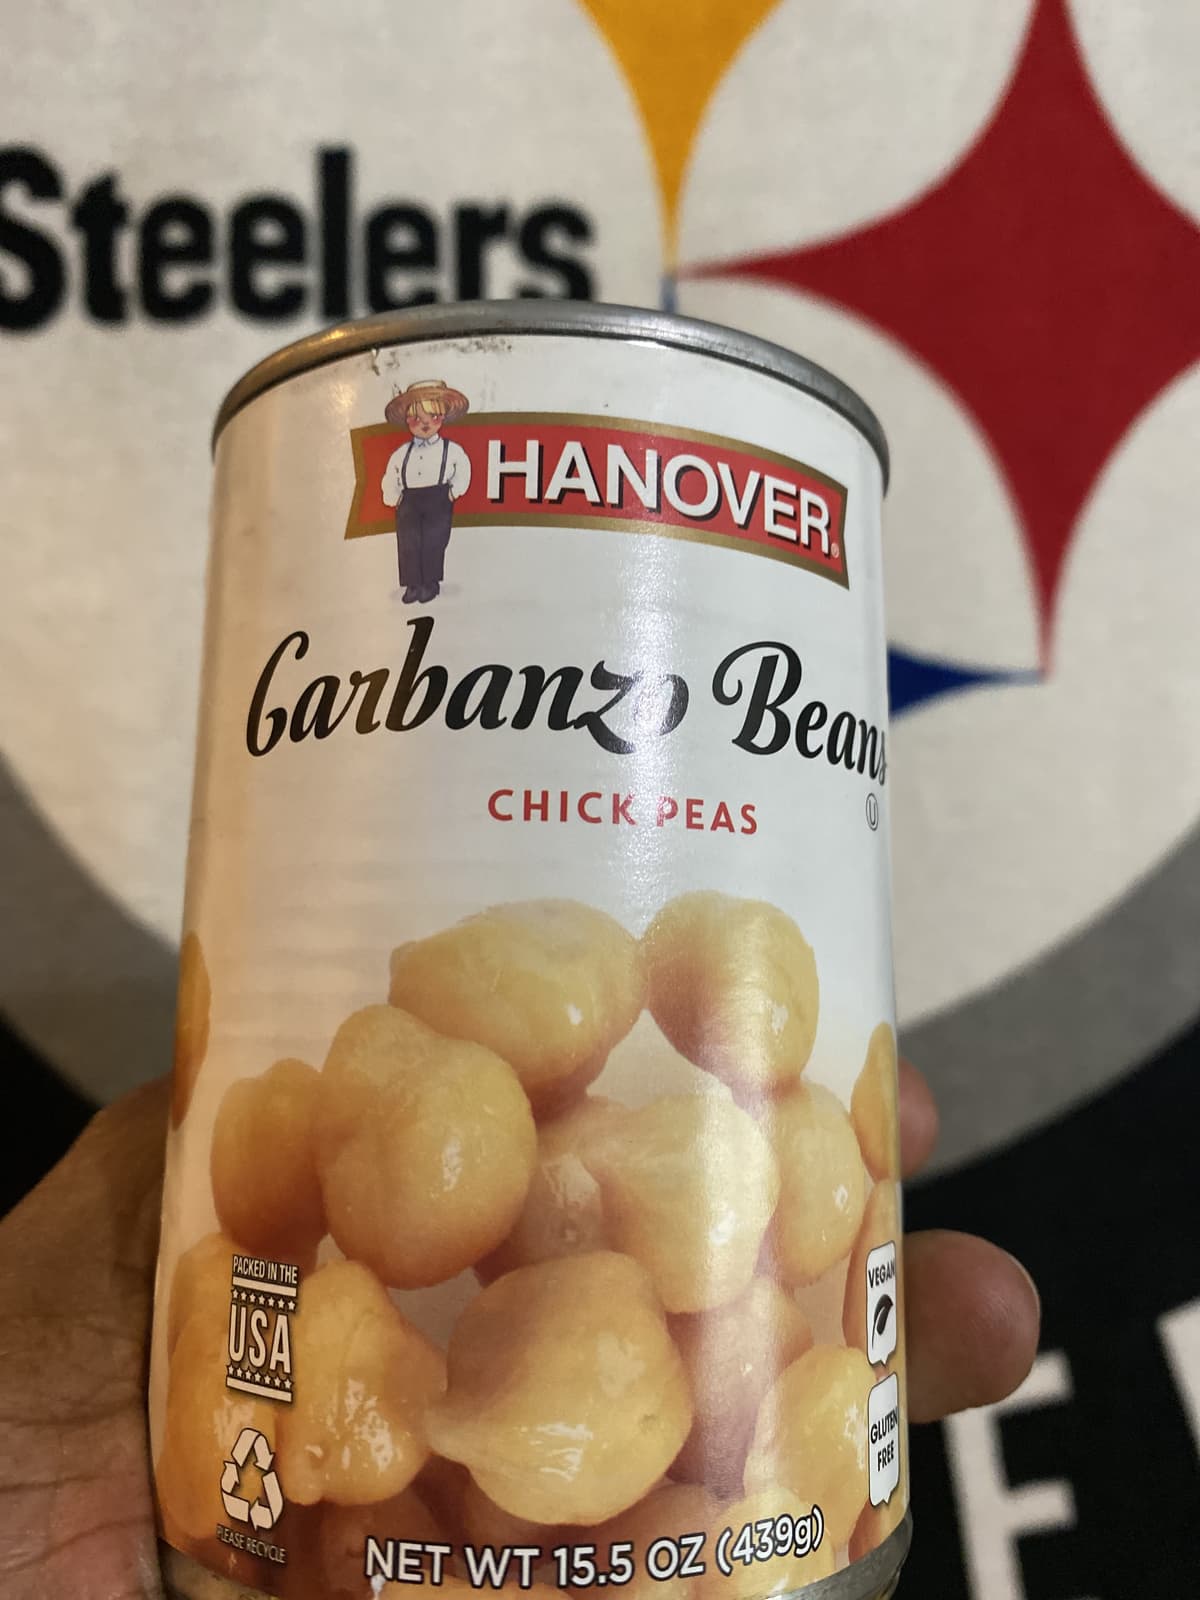 Steelers
HANOVER®
Garbanzo Beans
CHICK PEAS
U
PACKED IN THE
USA
VEGAN
GLUTEN
FREE
PLEASE RECYCLE
NET WT 15.5 OZ (439g)
E